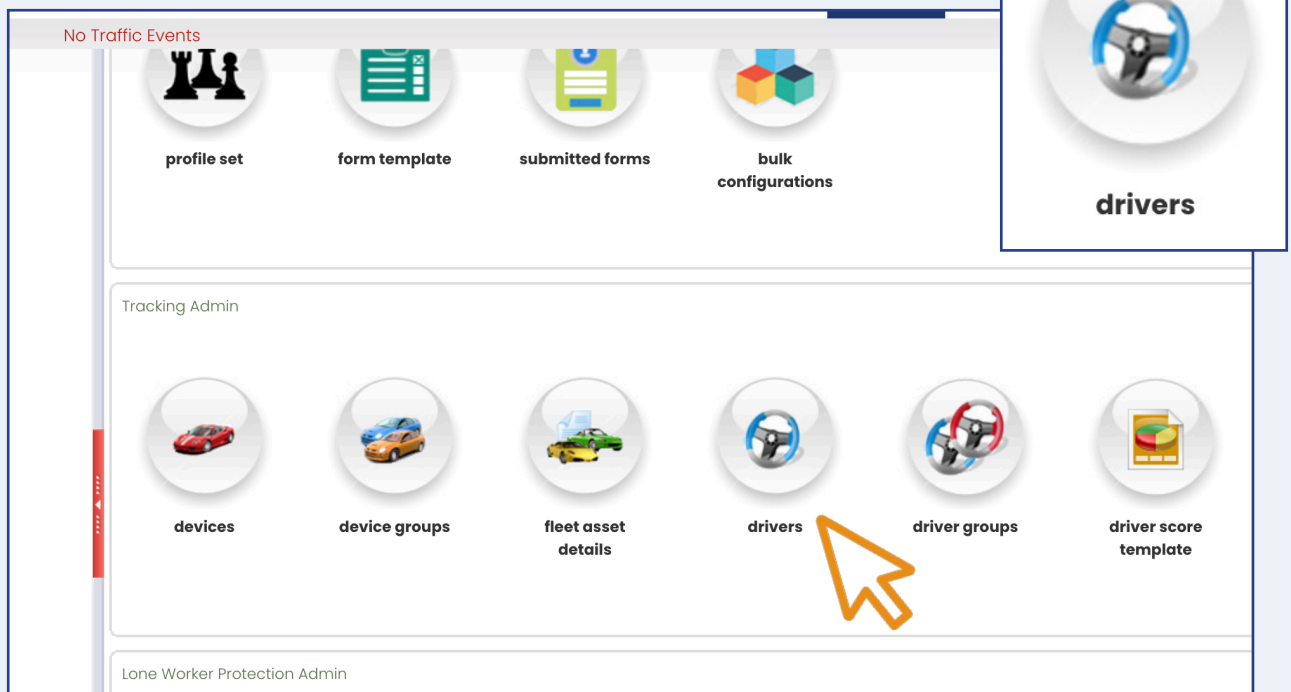 No Traffic Events
profile set
form template
submitted forms
bulk
configurations
drivers
Tracking Admin
devices
device groups
fleet asset
details
drivers
driver groups
driver score
template
Lone Worker Protection Admin